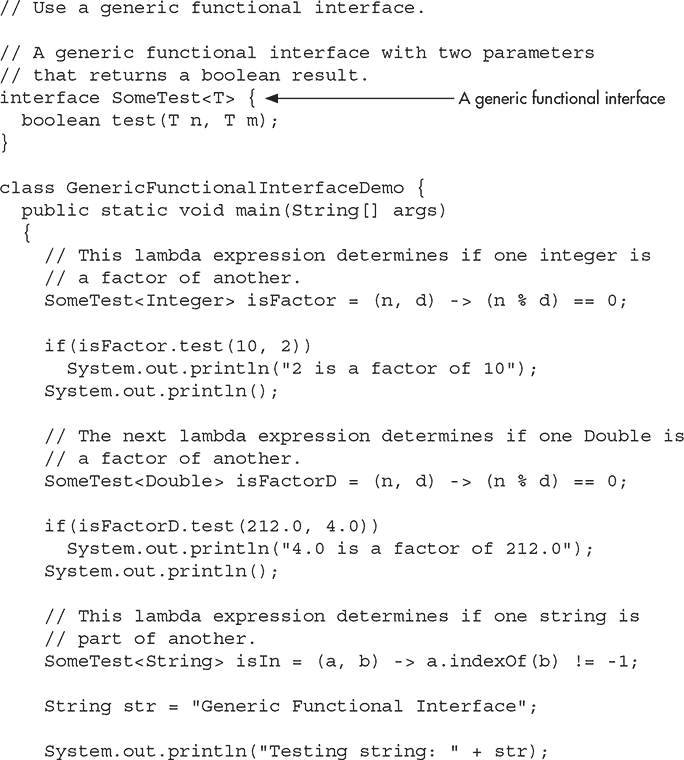 // Use a generic functional interface.
// A generic functional interface with two parameters
// that returns a boolean result.
interface SomeTest<T> { A generic functional interface
boolean test(T n, T m);
}
class GenericFunctionalInterfaceDemo {
public static void main(String[] args)
{
// This lambda expression determines if one integer is
// a factor of another.
SomeTest<Integer> isFactor = (n, d) -> (n % d) == 0;
if(isFactor.test(10, 2))
System.out.println("2 is a factor of 10");
System.out.println();
// The next lambda expression determines if one Double is
// a factor of another.
SomeTest<Double> isFactorD = (n, d) -> (n % d) == 0;
if(isFactorD.test(212.0, 4.0))
System.out.println("4.0 is a factor of 212.0");
System.out.println();
// This lambda expression determines if one string is
// part of another.
SomeTest<String> isIn = (a, b) -> a.indexOf(b) != -1;
String str = "Generic Functional Interface";
System.out.println("Testing string: " + str);